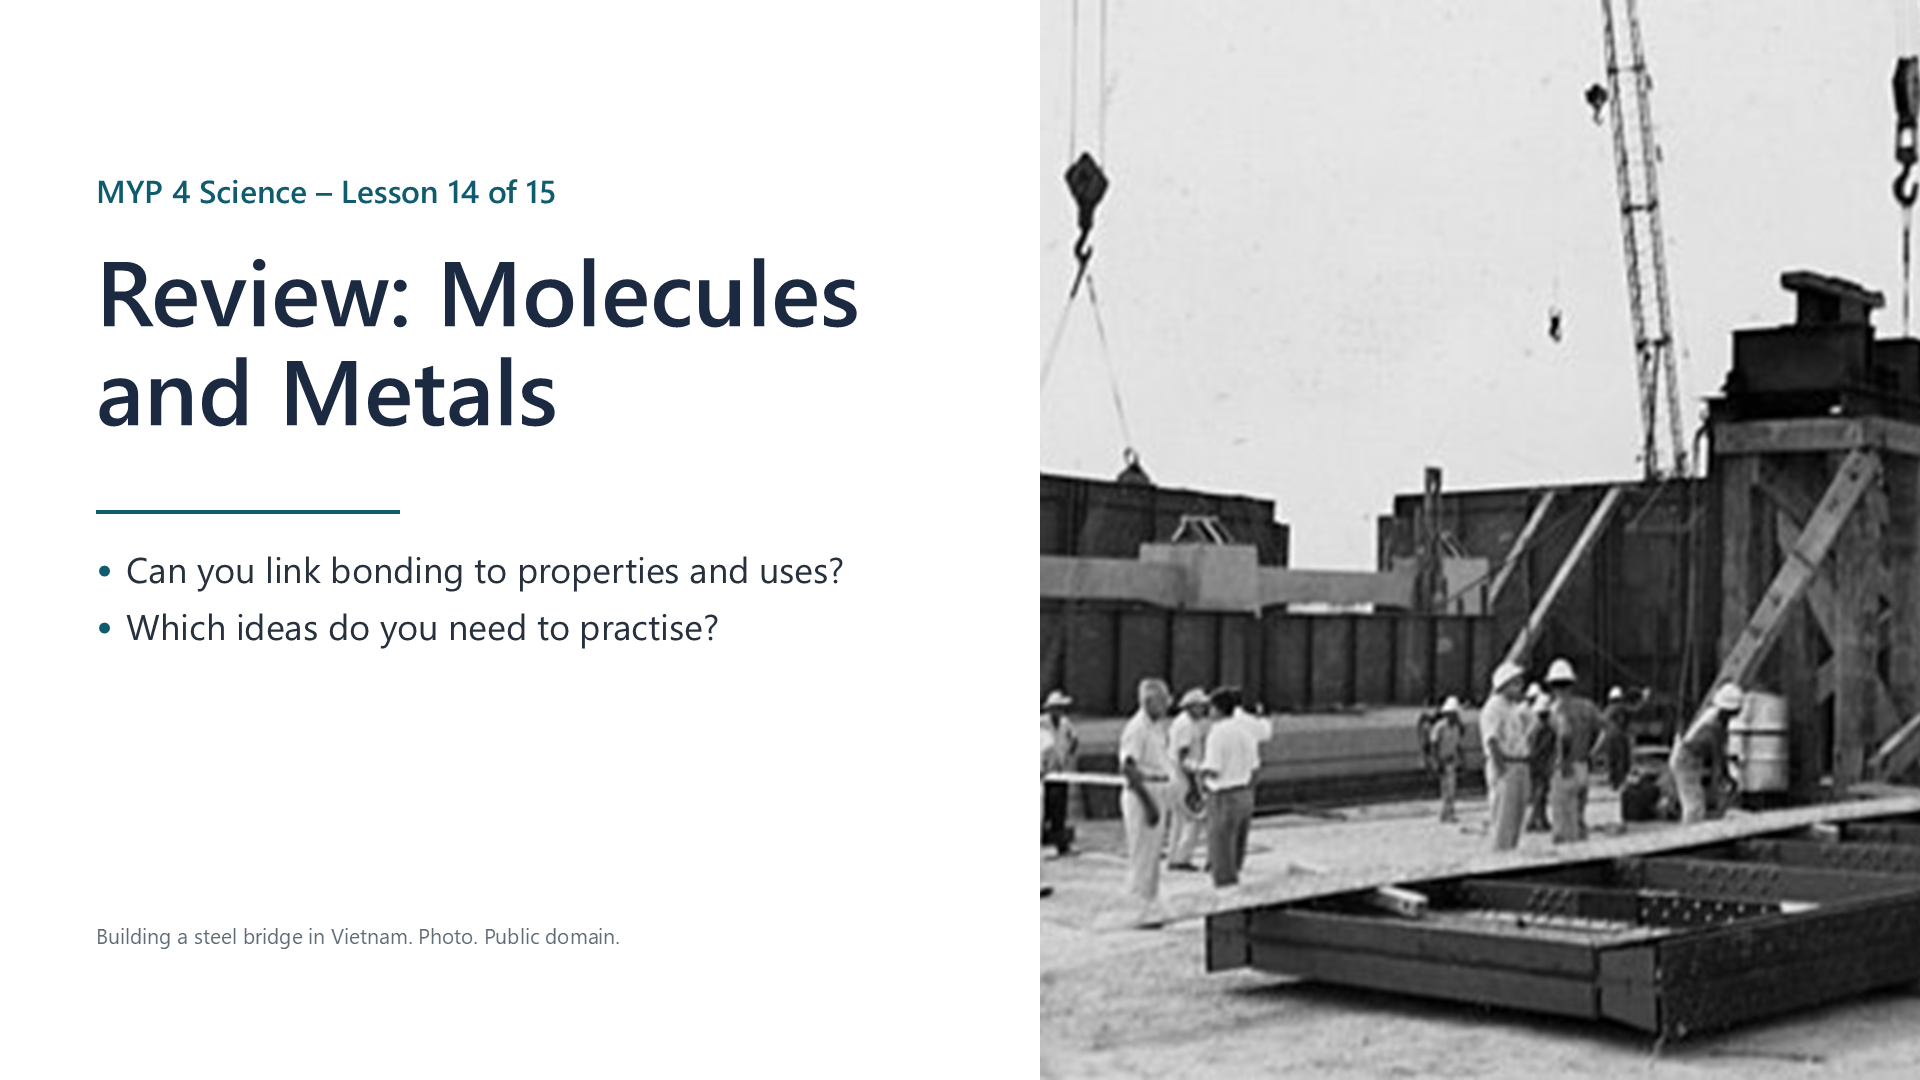 MYP 4 Science – Lesson 14 of 15
Review: Molecules
and Metals
• Can you link bonding to properties and uses?
• Which ideas do you need to practise?
Building a steel bridge in Vietnam. Photo. Public domain.